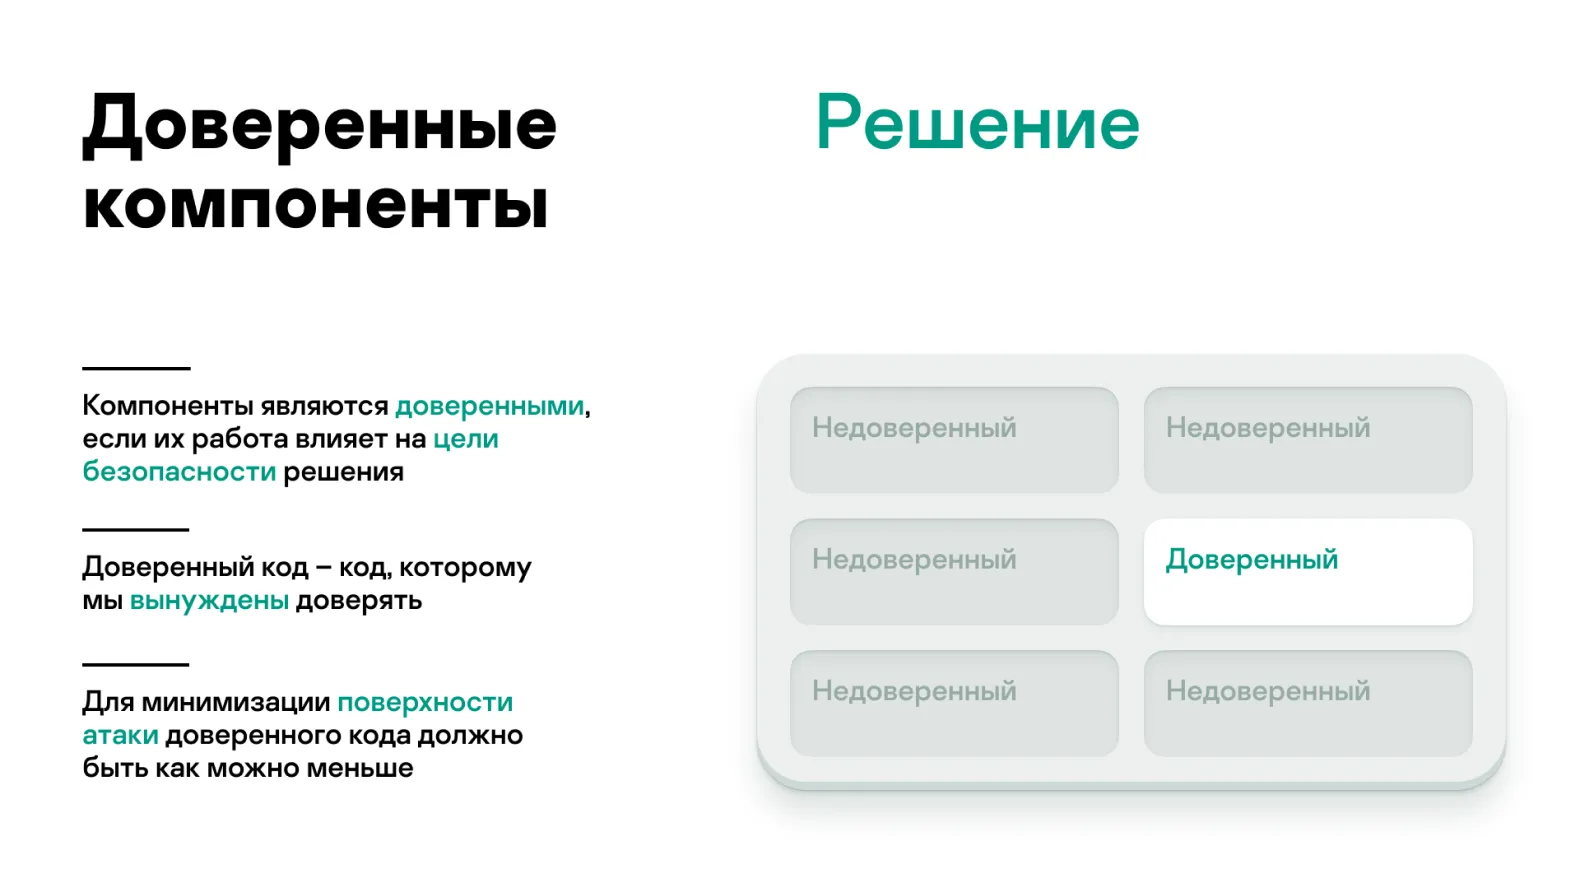 Доверенные
компоненты
Компоненты являются доверенными,
если их работа влияет на цели
безопасности решения
Доверенный код – код, которому
мы вынуждены доверять
Для минимизации поверхности
атаки доверенного кода должно
быть как можно меньше
Решение
Недоверенный
Недоверенный
Недоверенный
Доверенный
Недоверенный
Недоверенный